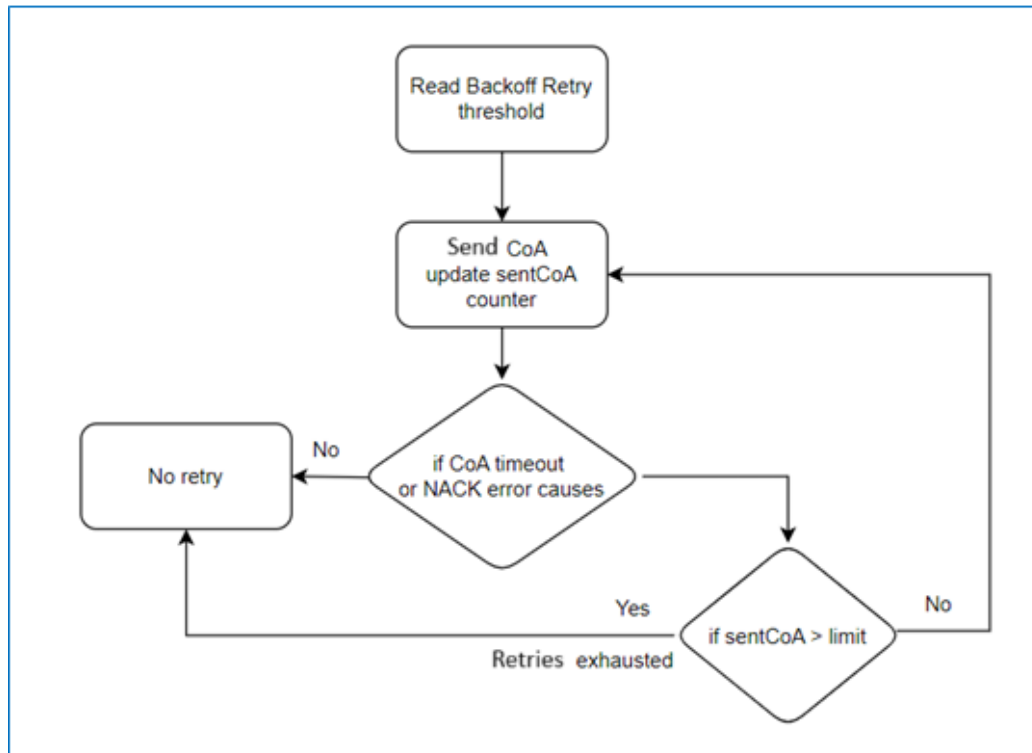 Read Backoff Retry
threshold
Send CoA
update sentCoA
counter
No
No retry
if CoA timeout
or NACK error causes
Yes
No
if sentCoA > limit
Retries exhausted